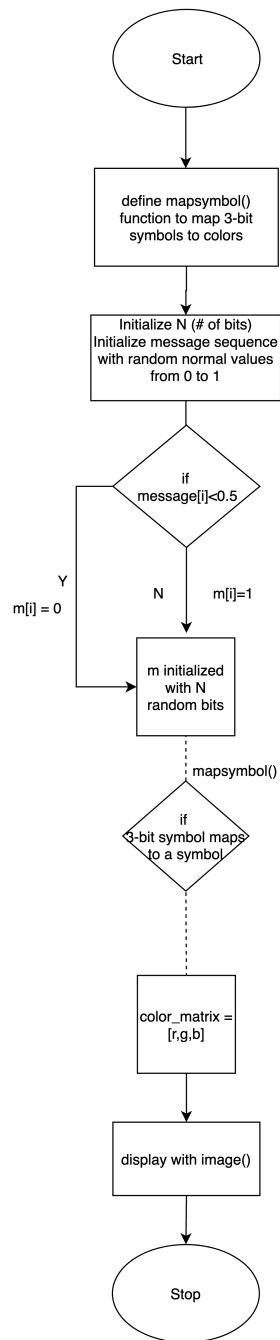 Start
define mapsymbol()
function to map 3-bit
symbols to colors
Initialize N (# of bits)
Initialize message sequence
with random normal values
from 0 to 1
if
message[i]<0.5
Y
m[i] = 0
N
m[i]=1
m initialized
with N
random bits
mapsymbol()
if
3-bit symbol maps
to a symbol
color_matrix =
[r,g,b]
display with image()
Stop